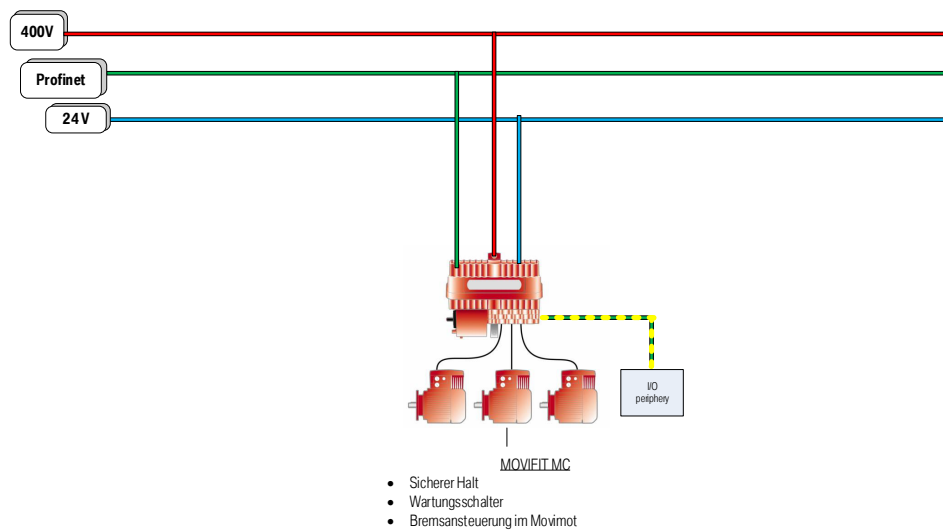 400V
Profinet
24 V
I/O
periphery
MOVIFIT MC
• Sicherer Halt
• Wartungsschalter
• Bremsansteuerung im Movimot